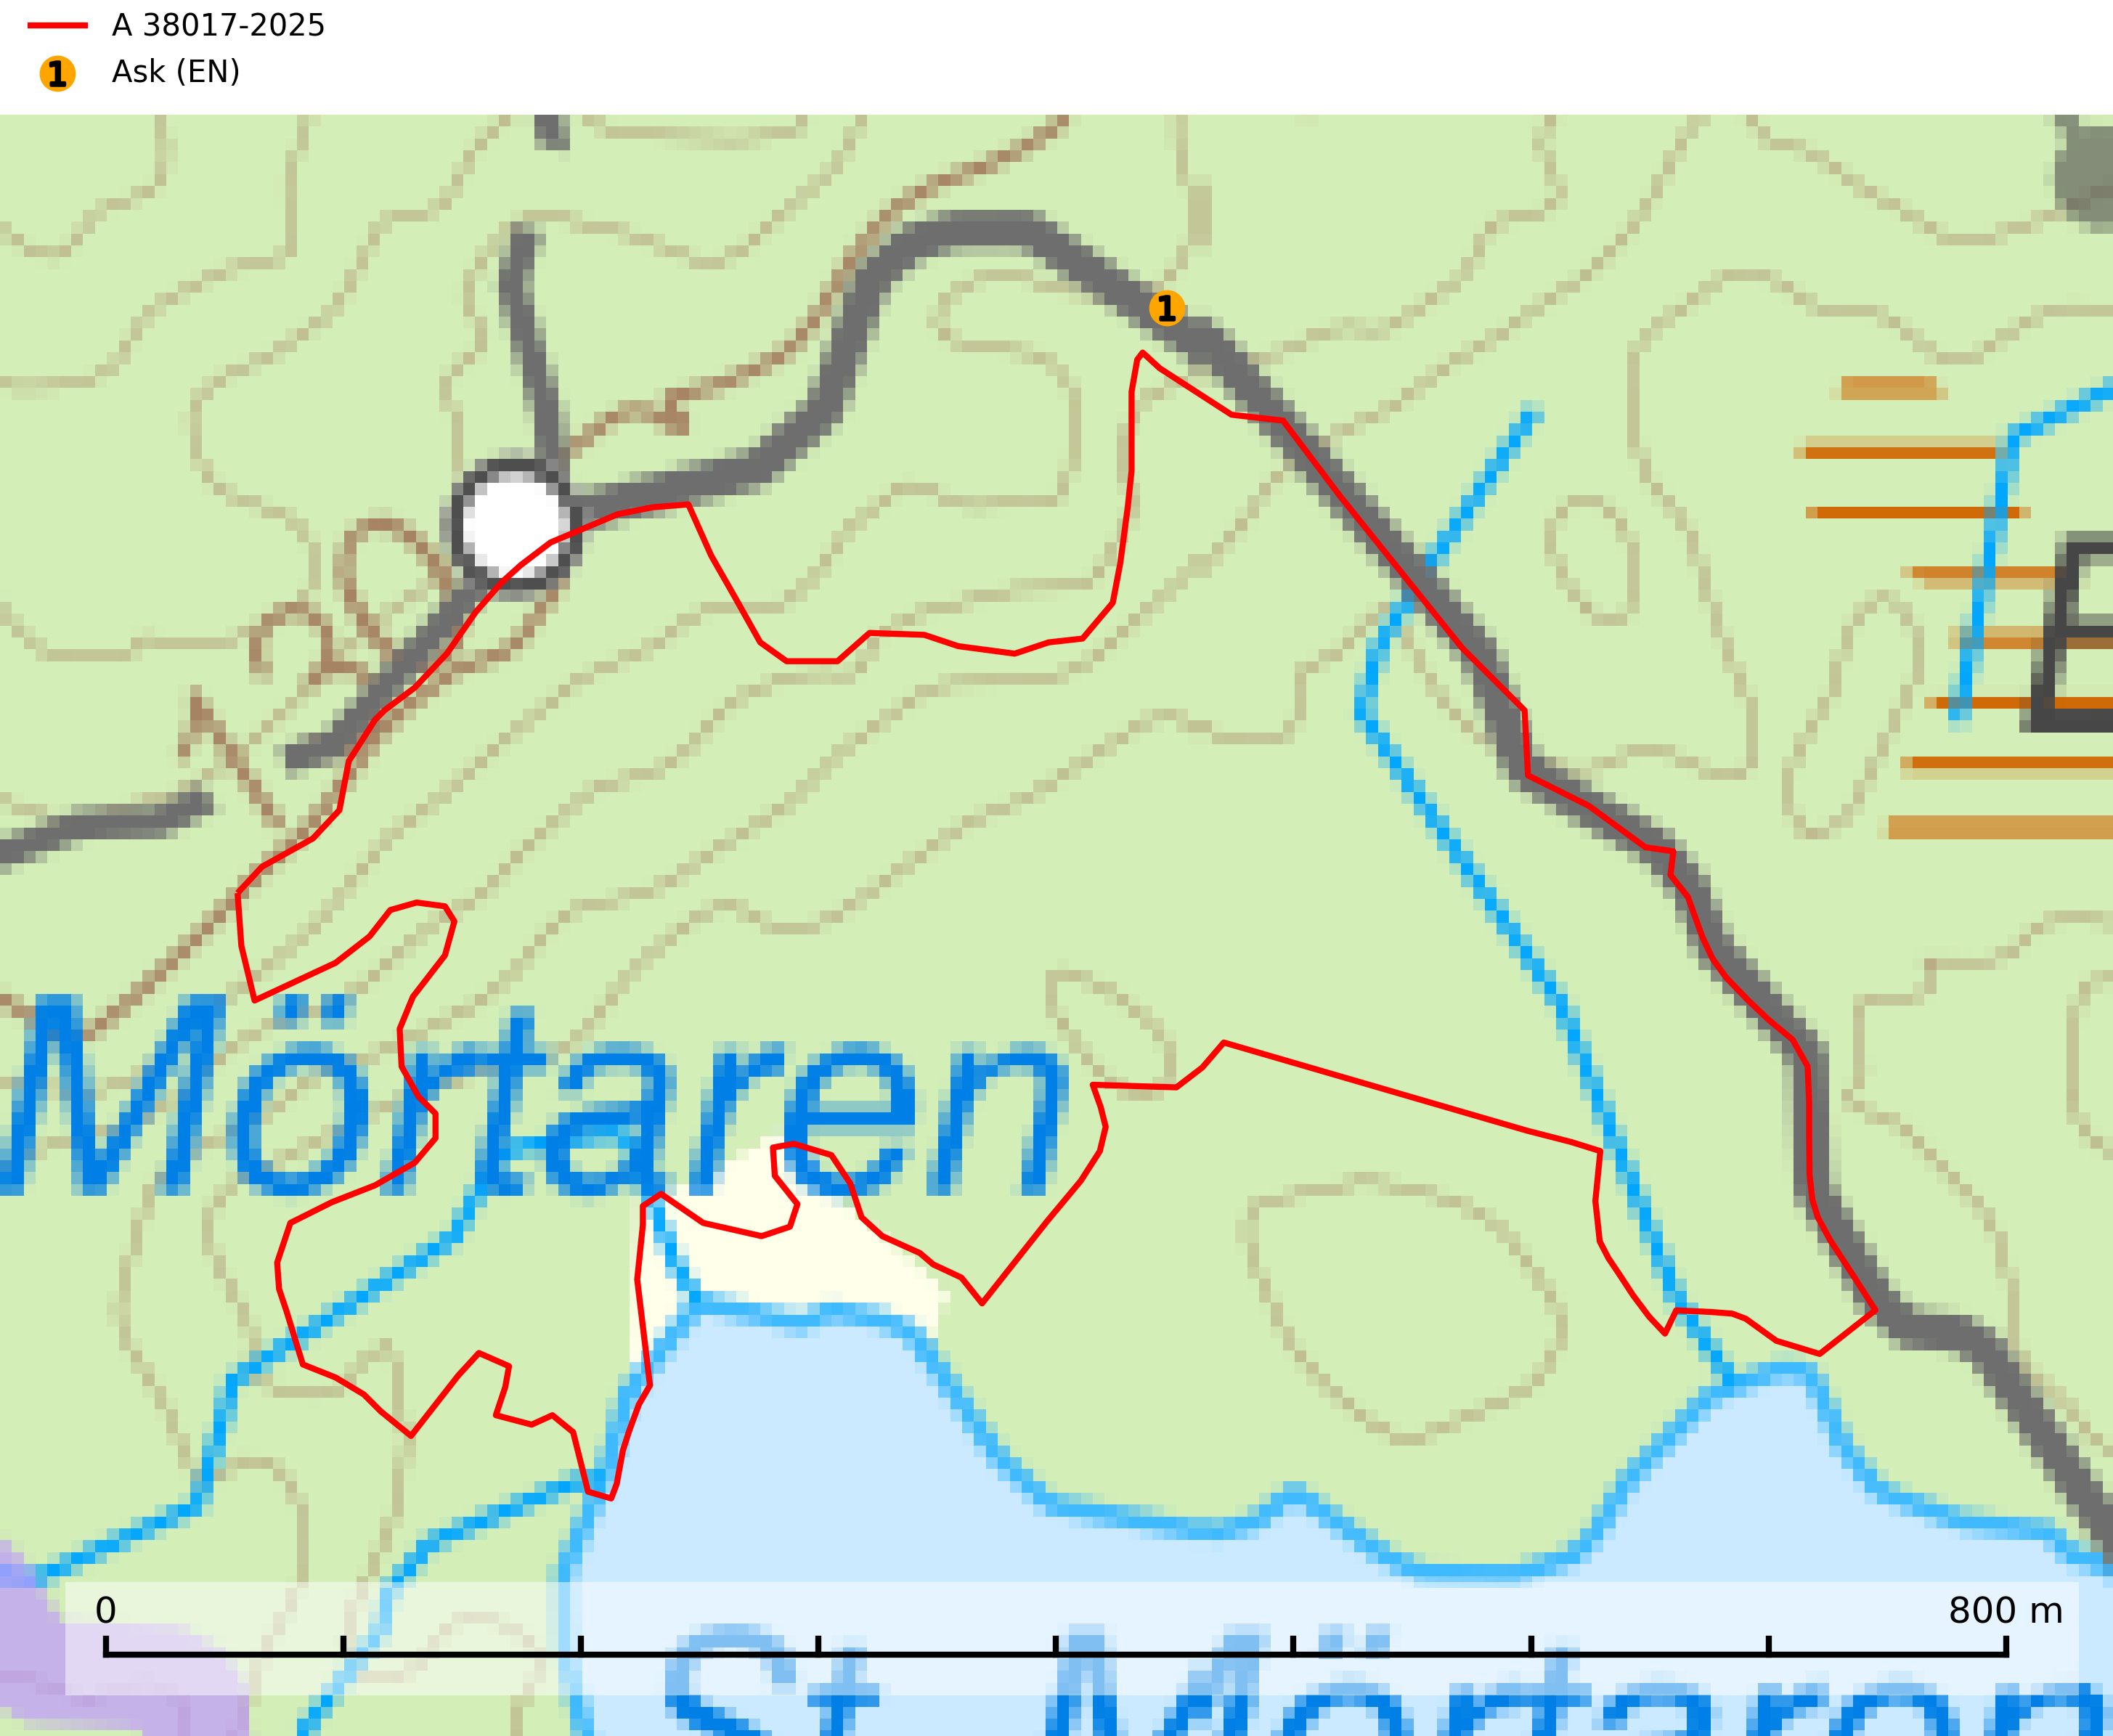 A 38017-2025
1 Ask (EN)
1
Mörtaren
0 800 m
St Mörtaren